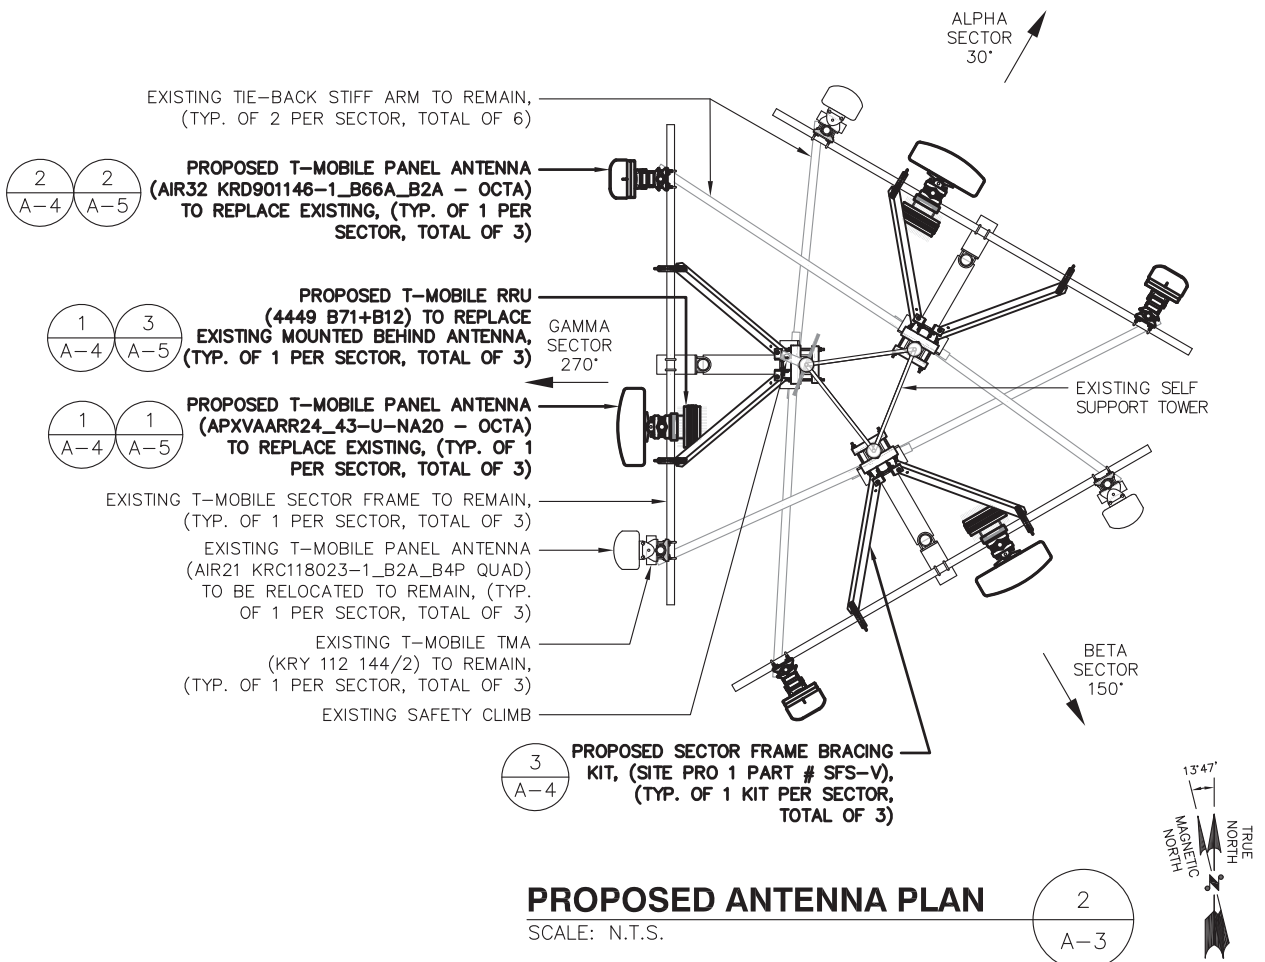 ALPHA
SECTOR
30°
EXISTING TIE-BACK STIFF ARM TO REMAIN,
(TYP. OF 2 PER SECTOR, TOTAL OF 6)
2
A-4
2
A-5
PROPOSED T-MOBILE PANEL ANTENNA
(AIR32 KRD901146-1_B66A_B2A - OCTA)
TO REPLACE EXISTING, (TYP. OF 1 PER
SECTOR, TOTAL OF 3)
1
A-4
3
A-5
PROPOSED T-MOBILE RRU
(4449 B71+B12) TO REPLACE
EXISTING MOUNTED BEHIND ANTENNA,
(TYP. OF 1 PER SECTOR, TOTAL OF 3)
GAMMA
SECTOR
270°
1
A-4
1
A-5
PROPOSED T-MOBILE PANEL ANTENNA
(APXVAARR24_43-U-NA20 - OCTA)
TO REPLACE EXISTING, (TYP. OF 1
PER SECTOR, TOTAL OF 3)
EXISTING SELF
SUPPORT TOWER
EXISTING T-MOBILE SECTOR FRAME TO REMAIN,
(TYP. OF 1 PER SECTOR, TOTAL OF 3)
EXISTING T-MOBILE PANEL ANTENNA
(AIR21 KRC118023-1_B2A_B4P QUAD)
TO BE RELOCATED TO REMAIN, (TYP.
OF 1 PER SECTOR, TOTAL OF 3)
EXISTING T-MOBILE TMA
(KRY 112 144/2) TO REMAIN,
(TYP. OF 1 PER SECTOR, TOTAL OF 3)
EXISTING SAFETY CLIMB
BETA
SECTOR
150°
3
A-4
PROPOSED SECTOR FRAME BRACING
KIT, (SITE PRO 1 PART # SFS-V),
(TYP. OF 1 KIT PER SECTOR,
TOTAL OF 3)
13°47'
TRUE
NORTH
MAGNETIC
NORTH
N
PROPOSED ANTENNA PLAN
SCALE: N.T.S.
2
A-3